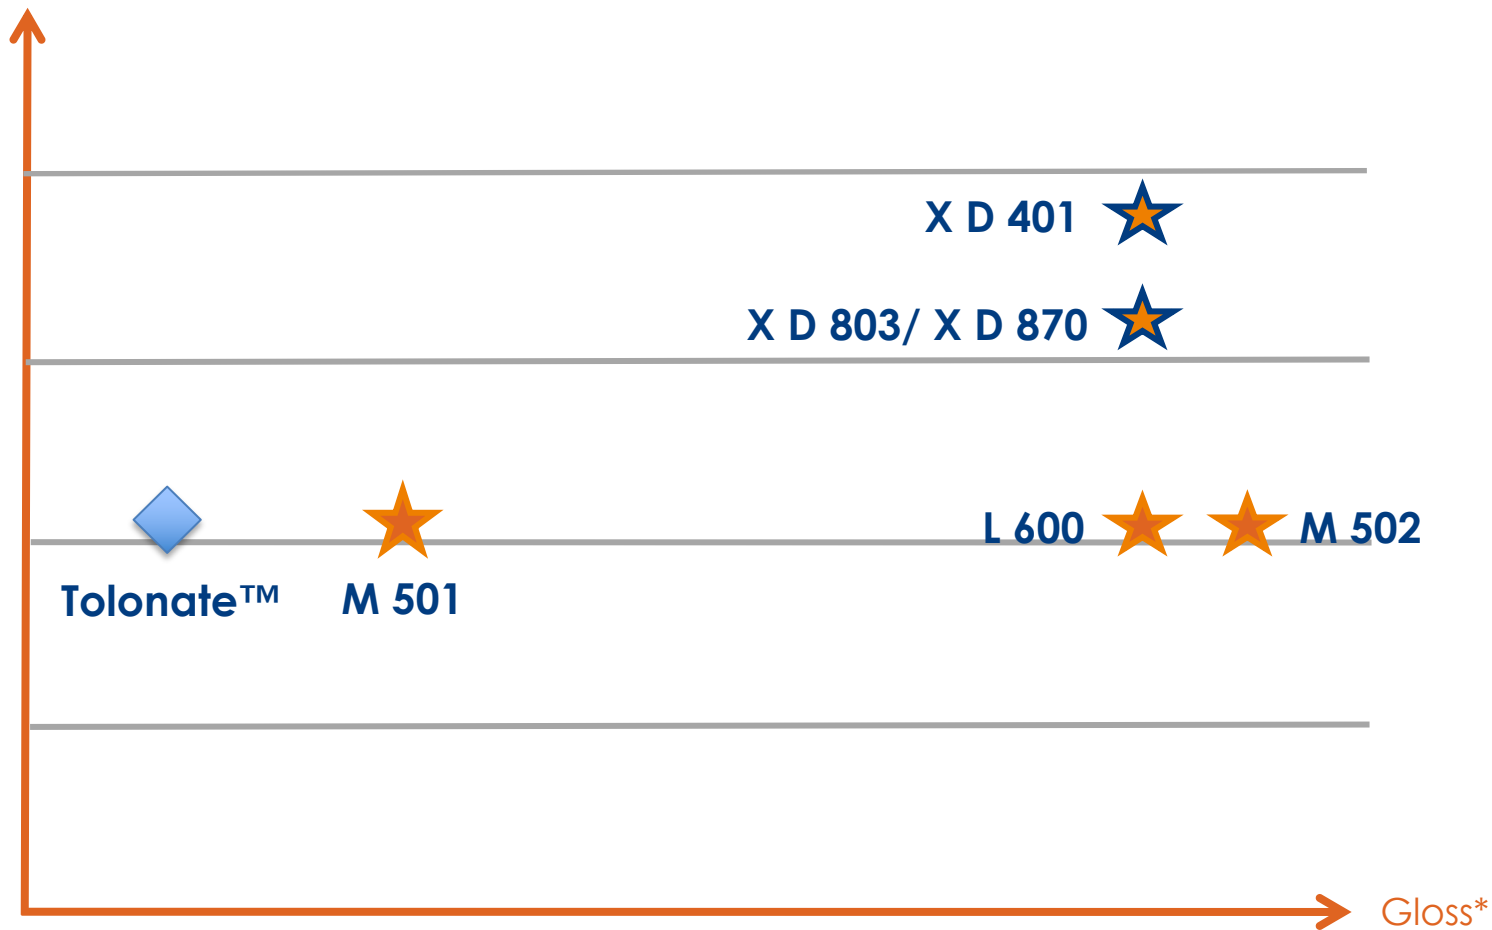 X D 401
X D 803/ X D 870
L 600
M 502
Tolonate™
M 501
Gloss*